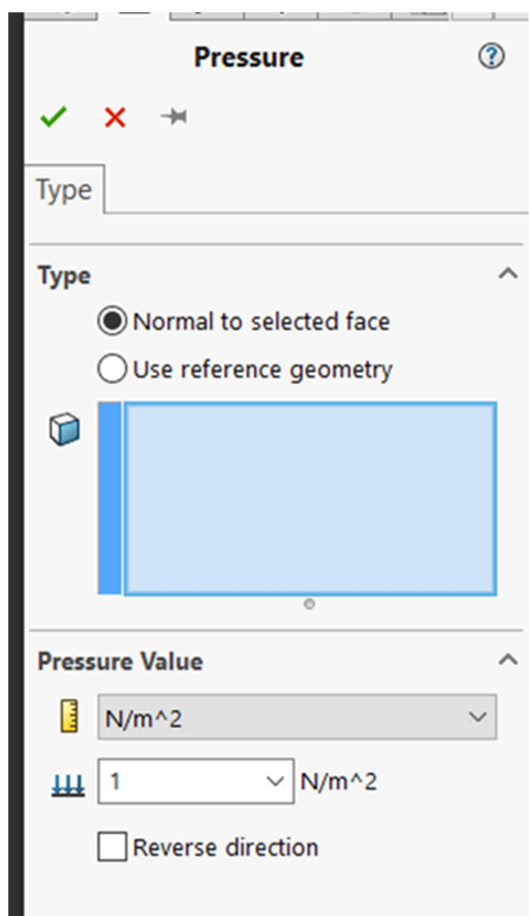 Pressure
?
Type
Type
Normal to selected face
Use reference geometry
Pressure Value
N/m^2
1 N/m^2
Reverse direction